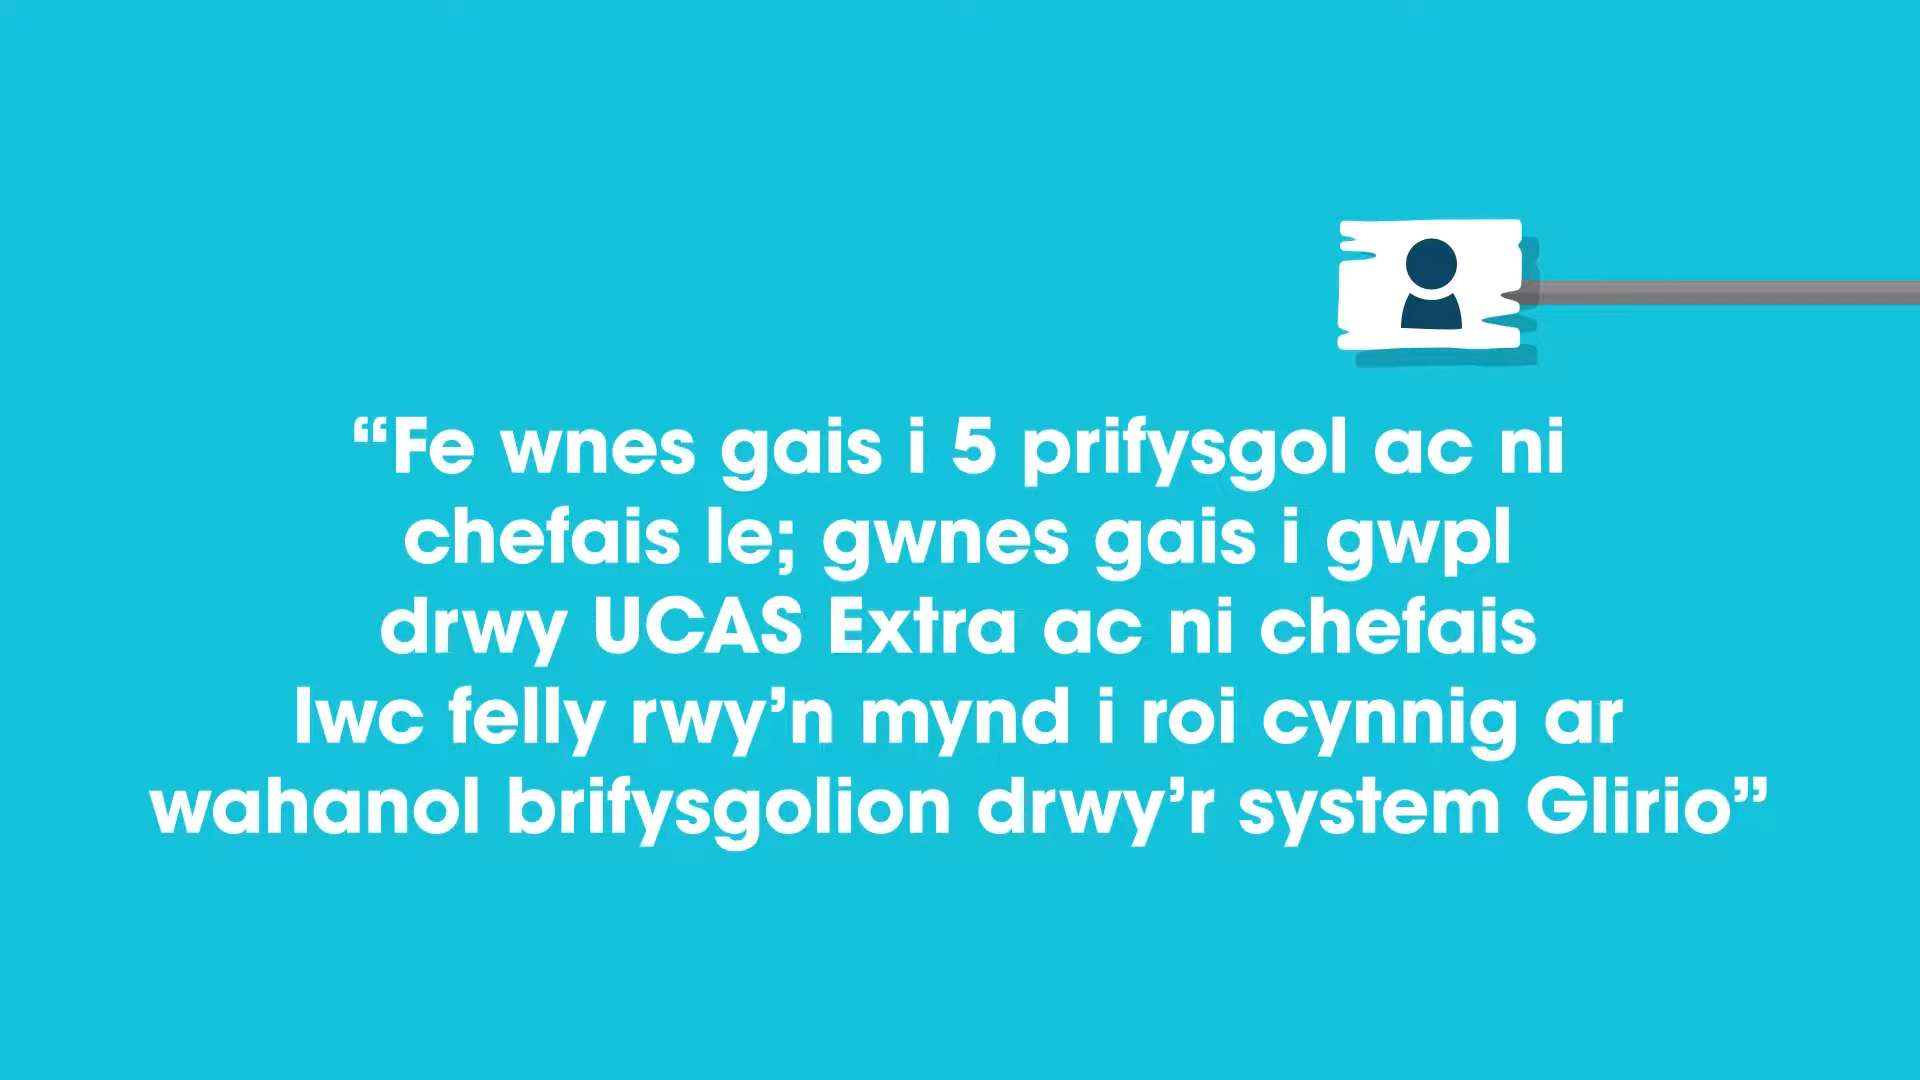 “Fe wnes gais i 5 prifysgol ac ni
chefais le; gwnes gais i gwpl
drwy UCAS Extra ac ni chefais
lwc felly rwy’n mynd i roi cynnig ar
wahanol brifysgolion drwy’r system Glirio”